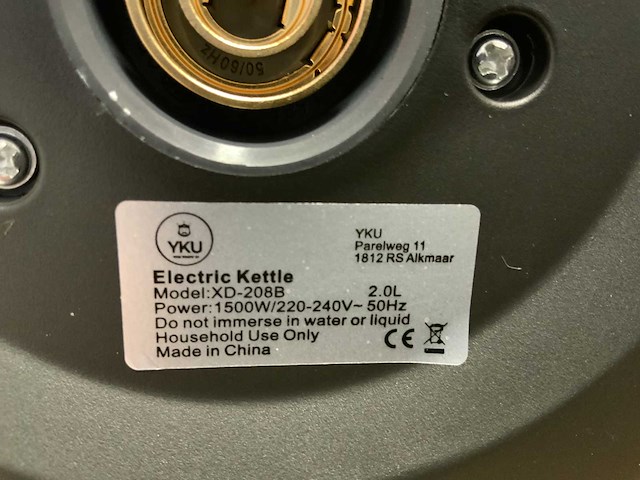 50/60Hz
YKU
YKU
Parelweg 11
1812 RS Alkmaar
Electric Kettle
Model:XD-208B 2.0L
Power:1500W/220-240V~ 50Hz
Do not immerse in water or liquid
Household Use Only
Made in China
CE